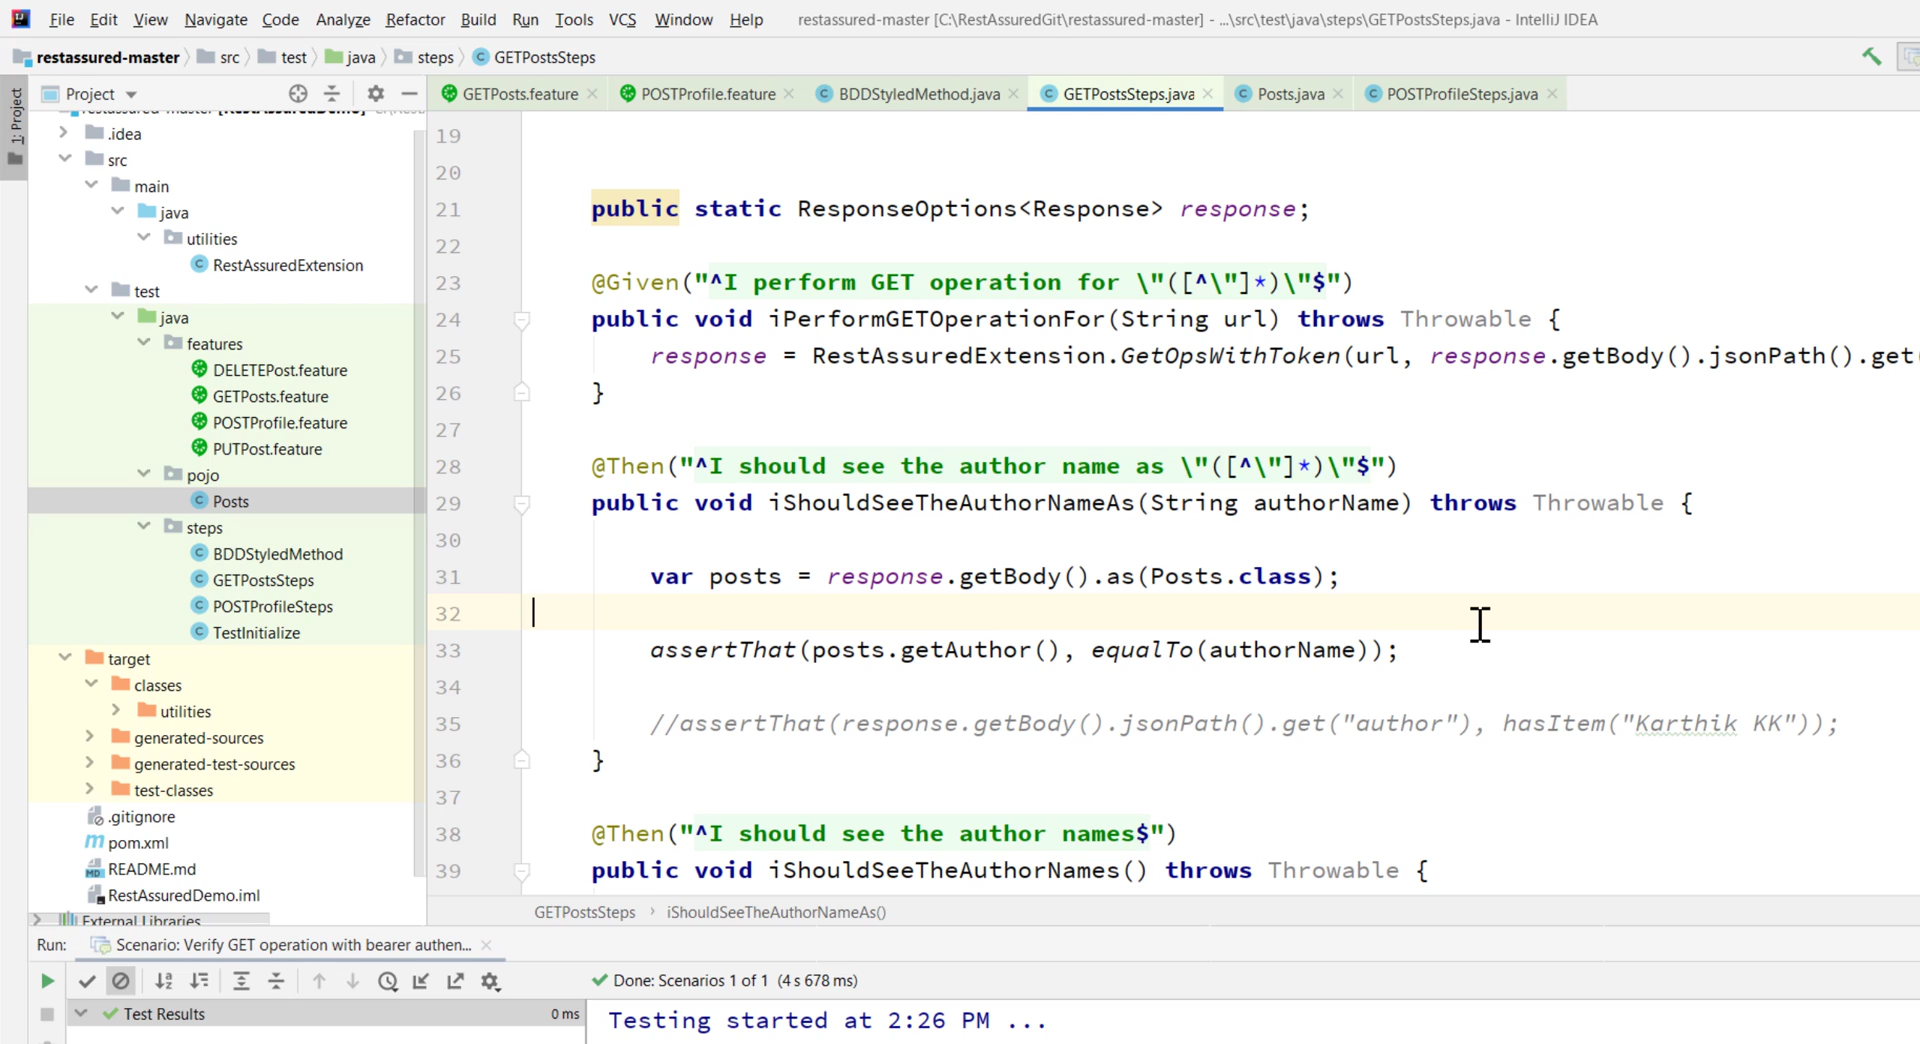 File Edit View Navigate Code Analyze Refactor Build Run Tools VCS Window Help restassured-master [C:\RestAssuredGit\restassured-master] - ...\src\test\java\steps\GETPostsSteps.java - IntelliJ IDEA
restassured-master src test java steps GETPostsSteps
1: Project
Project
GETPosts.feature POSTProfile.feature BDDStyledMethod.java GETPostsSteps.java Posts.java POSTProfileSteps.java
.idea
src
main
java
utilities
RestAssuredExtension
test
java
features
DELETEPost.feature
GETPosts.feature
POSTProfile.feature
PUTPost.feature
pojo
Posts
steps
BDDStyledMethod
GETPostsSteps
POSTProfileSteps
TestInitialize
target
classes
utilities
generated-sources
generated-test-sources
test-classes
.gitignore
pom.xml
README.md
RestAssuredDemo.iml
External Libraries
19
20
21 public static ResponseOptions<Response> response;
22
23 @Given("^I perform GET operation for \"([^\"]*)\"$")
24 public void iPerformGETOperationFor(String url) throws Throwable {
25 response = RestAssuredExtension.GetOpsWithToken(url, response.getBody().jsonPath().get(
26 }
27
28 @Then("^I should see the author name as \"([^\"]*)\"$")
29 public void iShouldSeeTheAuthorNameAs(String authorName) throws Throwable {
30
31 var posts = response.getBody().as(Posts.class);
32
33 assertThat(posts.getAuthor(), equalTo(authorName));
34
35 //assertThat(response.getBody().jsonPath().get("author"), hasItem("Karthik KK"));
36 }
37
38 @Then("^I should see the author names$")
39 public void iShouldSeeTheAuthorNames() throws Throwable {
GETPostsSteps › iShouldSeeTheAuthorNameAs()
Run: Scenario: Verify GET operation with bearer authen...
Done: Scenarios 1 of 1 (4 s 678 ms)
Test Results 0 ms
Testing started at 2:26 PM ...